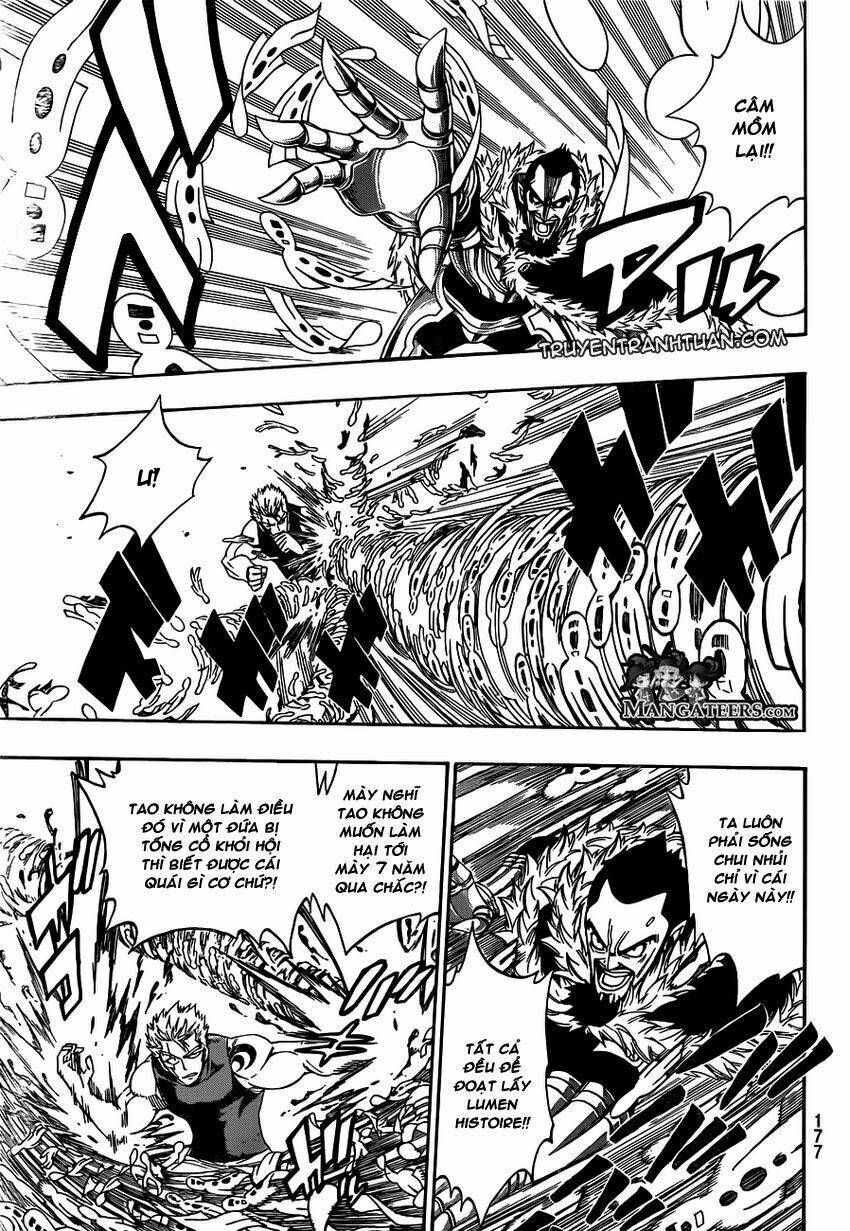 CÂM
MỒM
LẠI!!
TRUYENTRANHTUAN.COM
Ư!
MANGATEERS.COM
TA LUÔN
PHẢI SỐNG
CHUI NHỦI
CHỈ VÌ CÁI
NGÀY NÀY!!
TẤT CẢ
ĐỀU ĐỂ
ĐOẠT LẤY
LUMEN
HISTOIRE!!
MÀY NGHĨ
TAO KHÔNG
MUỐN LÀM
HẠI TỚI
MÀY 7 NĂM
QUA CHẮC?!
TAO KHÔNG LÀM ĐIỀU
ĐÓ VÌ MỘT ĐỨA BỊ
TỐNG CỔ KHỎI HỘI
THÌ BIẾT ĐƯỢC CÁI
QUÁI GÌ CƠ CHỨ?!
177